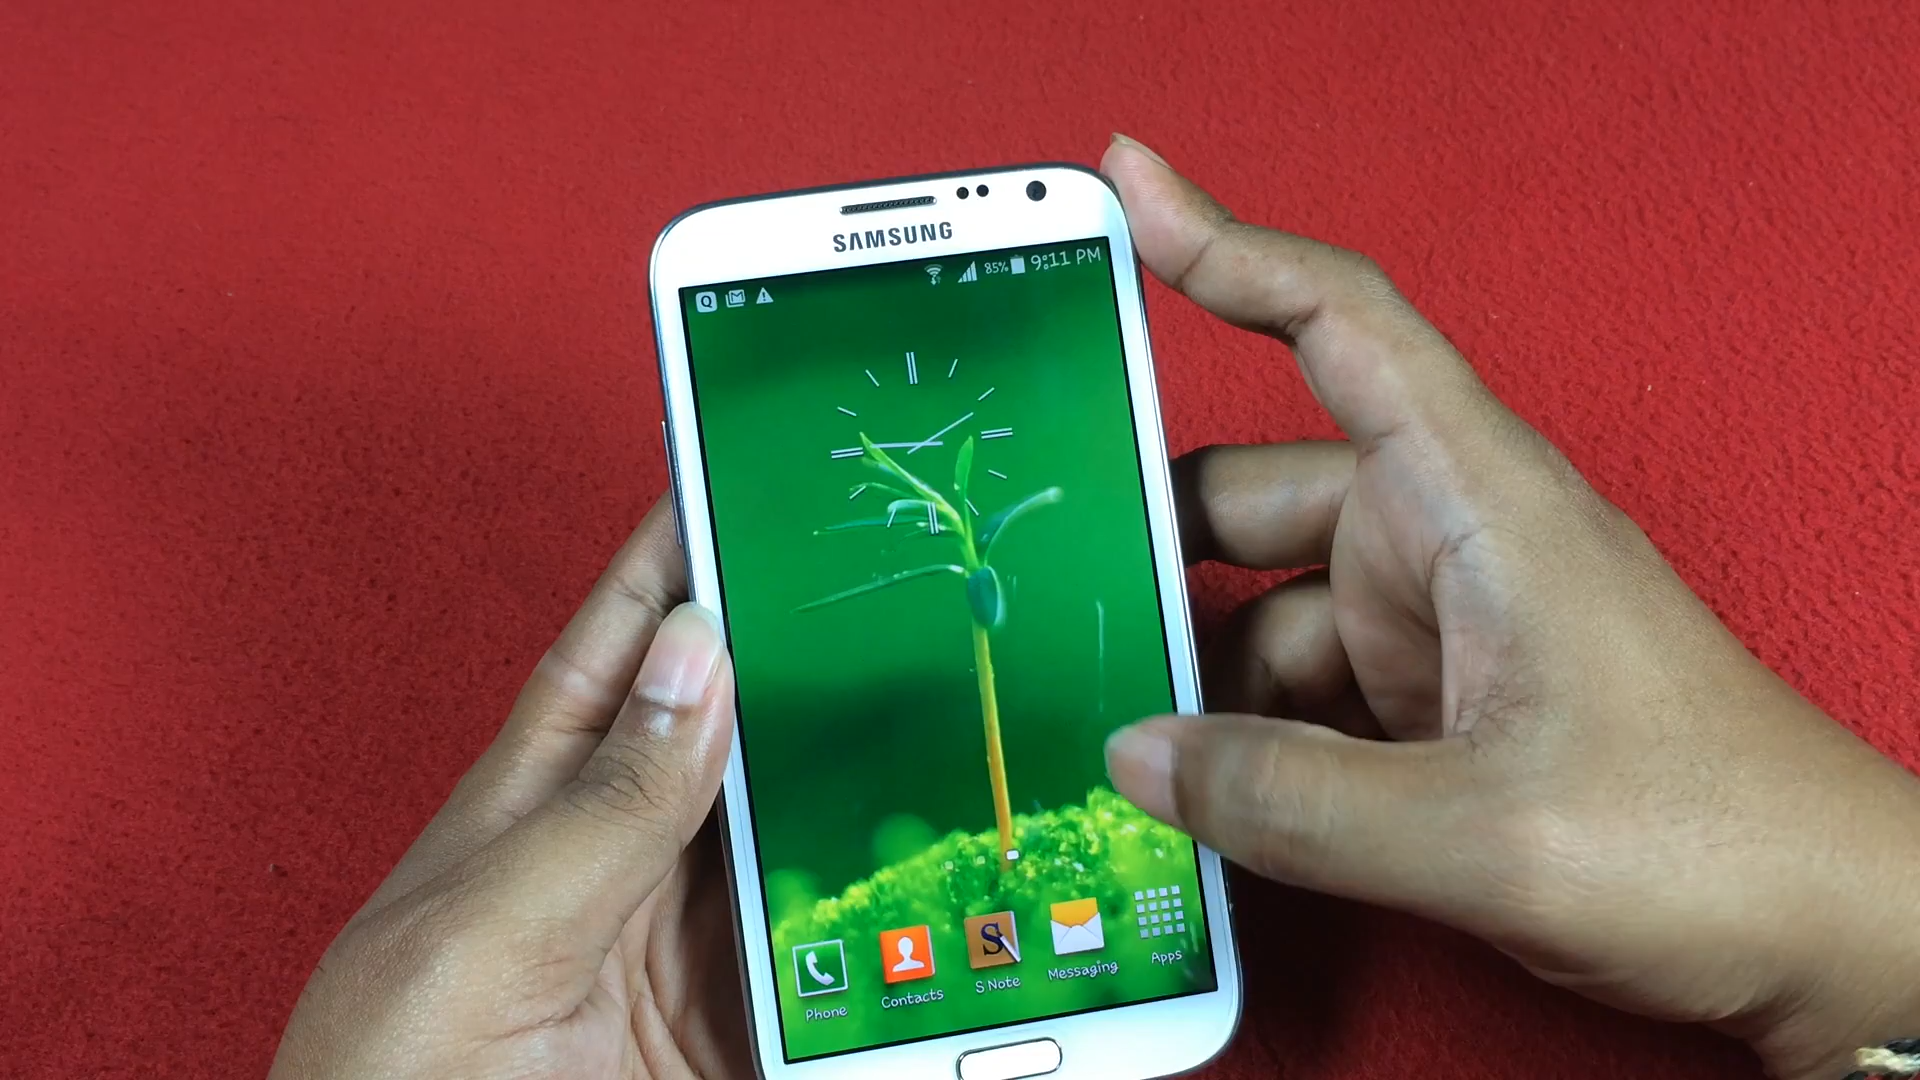 SAMSUNG
Q 85% 9:11 PM
Phone
Contacts
S
S Note
Messaging
Apps